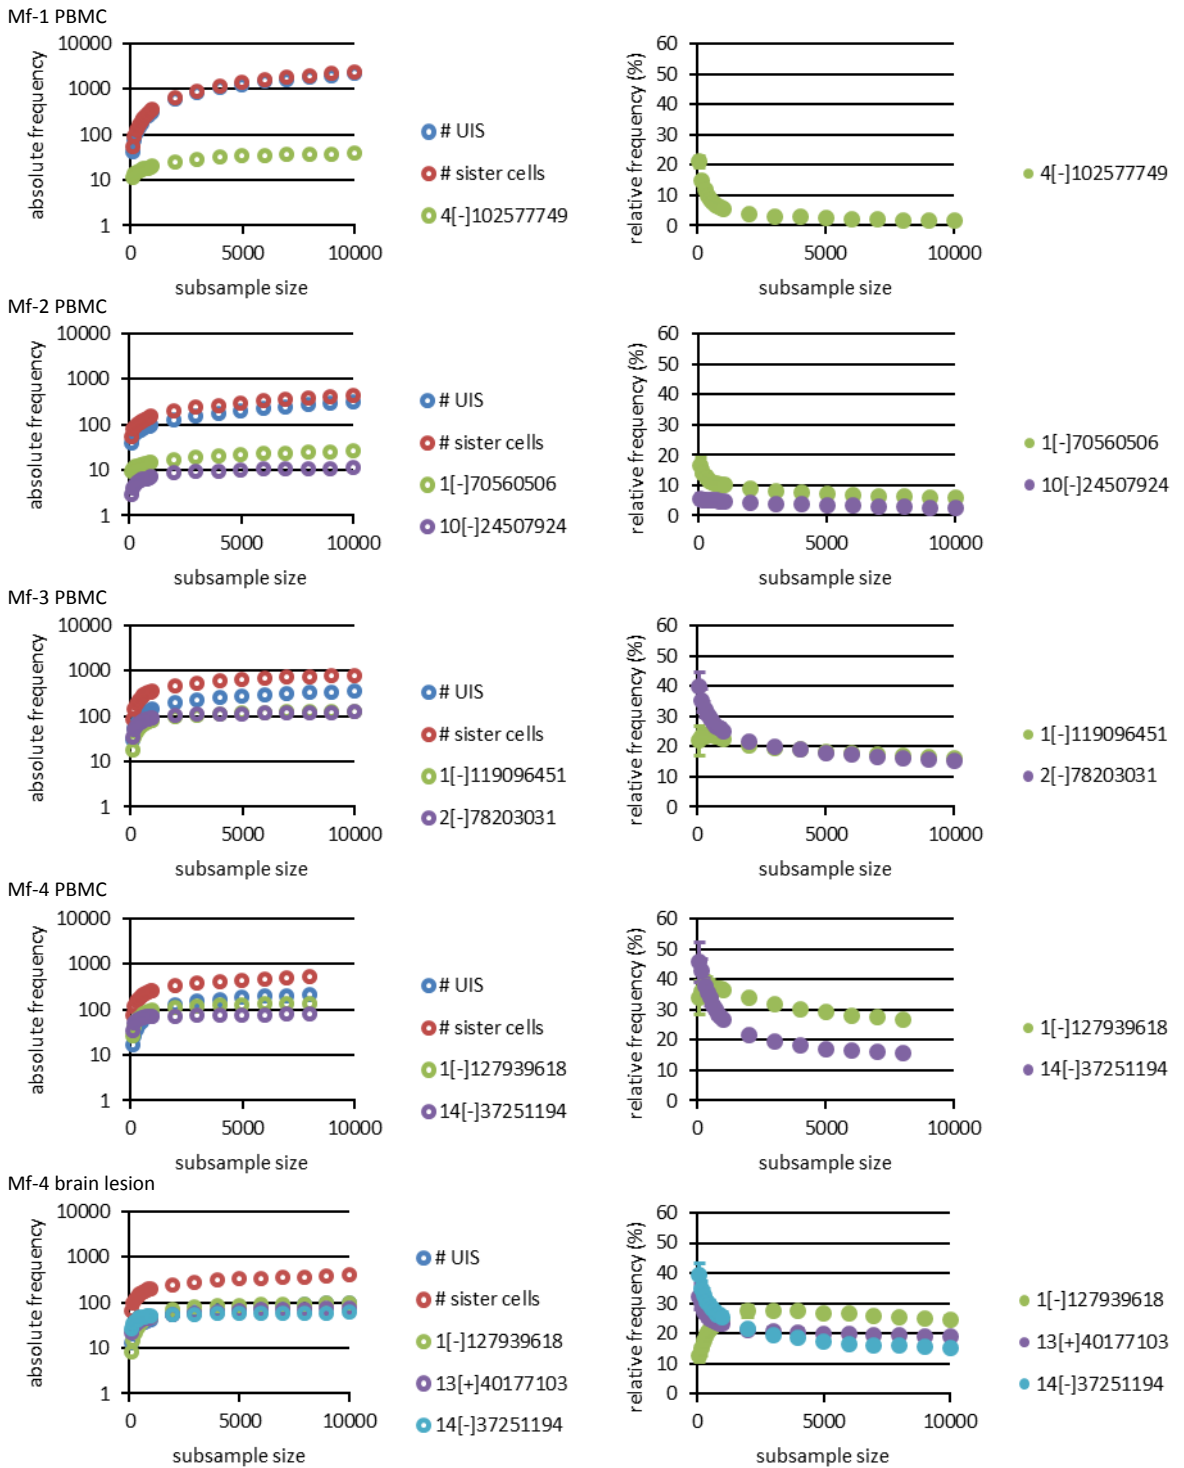 Mf-1 PBMC
absolute frequency
10000
1000
100
10
1
0 5000 10000
subsample size
# UIS
# sister cells
4[-]102577749
relative frequency (%)
60
50
40
30
20
10
0
0 5000 10000
subsample size
4[-]102577749
Mf-2 PBMC
absolute frequency
10000
1000
100
10
1
0 5000 10000
subsample size
# UIS
# sister cells
1[-]70560506
10[-]24507924
relative frequency (%)
60
50
40
30
20
10
0
0 5000 10000
subsample size
1[-]70560506
10[-]24507924
Mf-3 PBMC
absolute frequency
10000
1000
100
10
1
0 5000 10000
subsample size
# UIS
# sister cells
1[-]119096451
2[-]78203031
relative frequency (%)
60
50
40
30
20
10
0
0 5000 10000
subsample size
1[-]119096451
2[-]78203031
Mf-4 PBMC
absolute frequency
10000
1000
100
10
1
0 5000 10000
subsample size
# UIS
# sister cells
1[-]127939618
14[-]37251194
relative frequency (%)
60
50
40
30
20
10
0
0 5000 10000
subsample size
1[-]127939618
14[-]37251194
Mf-4 brain lesion
absolute frequency
10000
1000
100
10
1
0 5000 10000
subsample size
# UIS
# sister cells
1[-]127939618
13[+]40177103
14[-]37251194
relative frequency (%)
60
50
40
30
20
10
0
0 5000 10000
subsample size
1[-]127939618
13[+]40177103
14[-]37251194